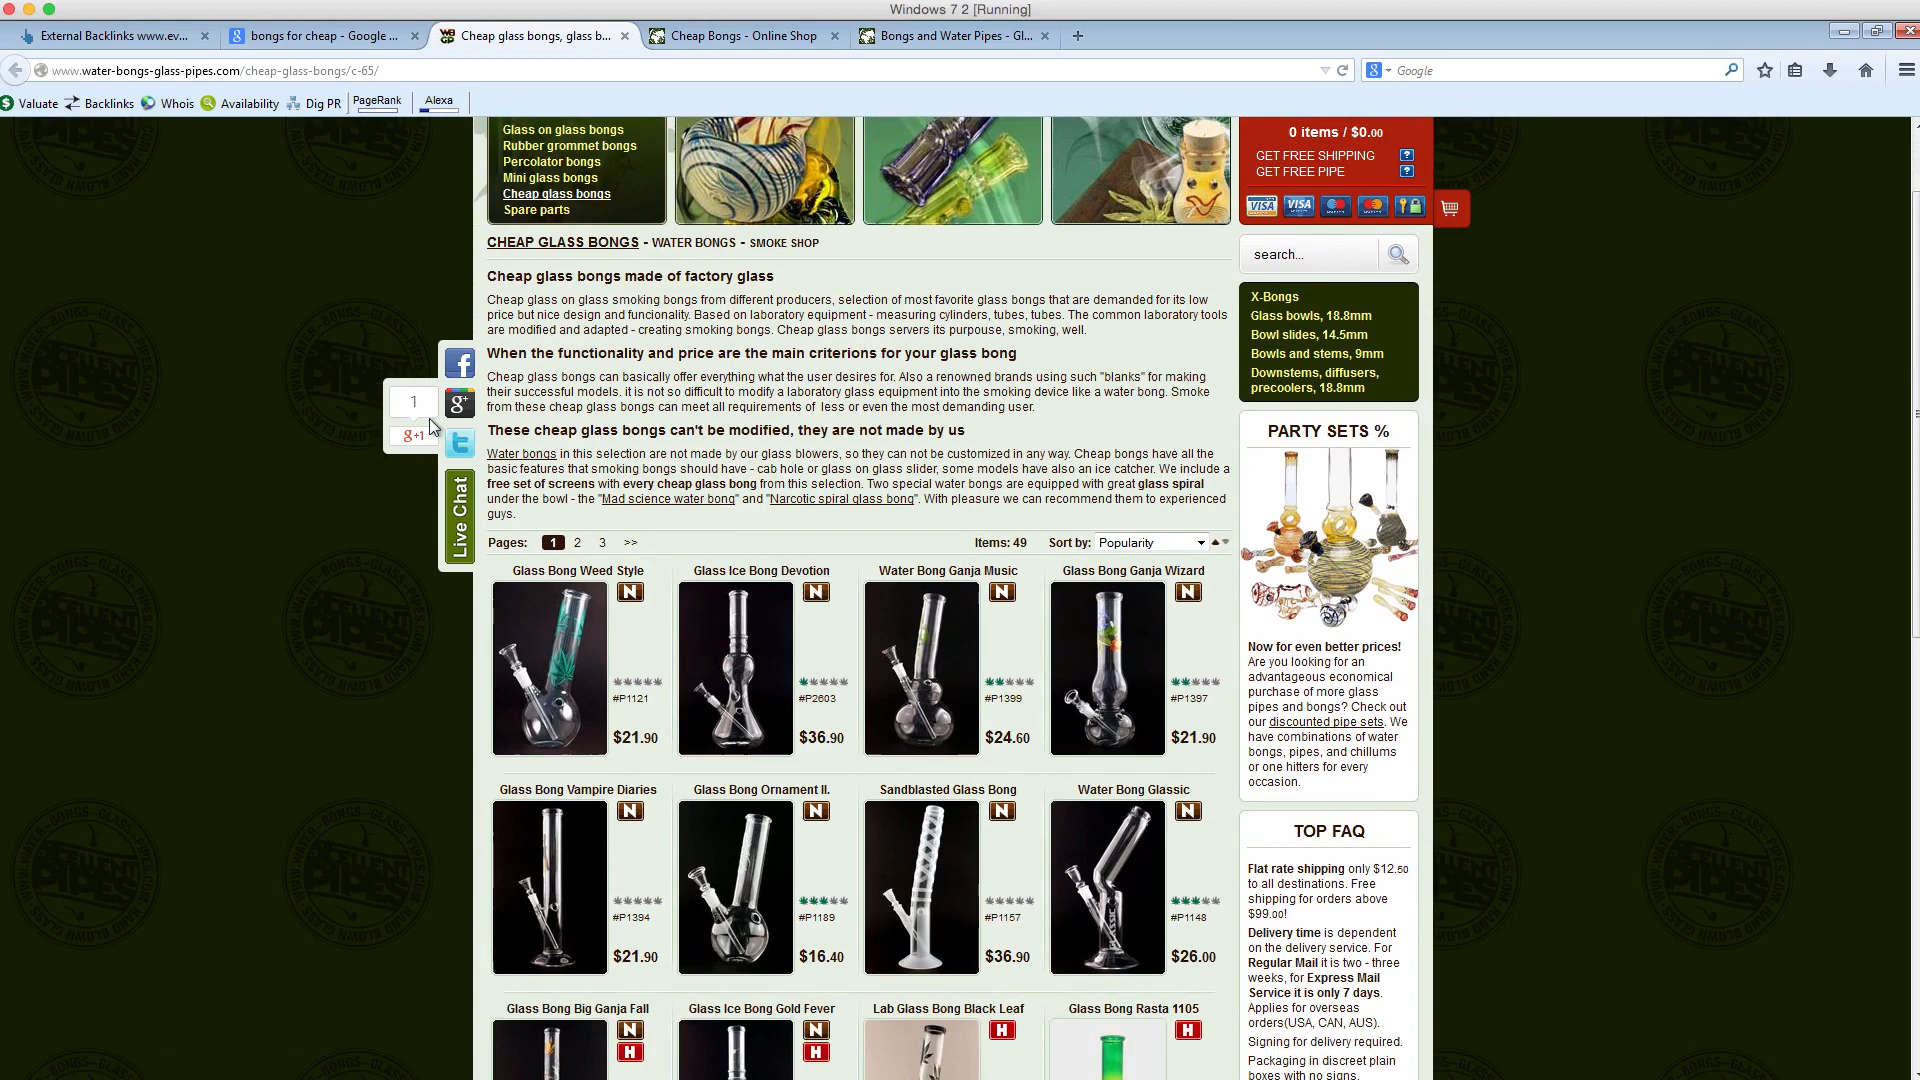 Windows 7 2 [Running]
External Backlinks www.ev...
bongs for cheap - Google ...
Cheap glass bongs, glass b...
Cheap Bongs - Online Shop
Bongs and Water Pipes - Gl...
www.water-bongs-glass-pipes.com/cheap-glass-bongs/c-65/
Google
Valuate
Backlinks
Whois
Availability
Dig PR
PageRank
Alexa
Glass on glass bongs
Rubber grommet bongs
Percolator bongs
Mini glass bongs
Cheap glass bongs
Spare parts
0 items / $0.00
GET FREE SHIPPING ?
GET FREE PIPE ?
VISA VISA
CHEAP GLASS BONGS - WATER BONGS - SMOKE SHOP
search...
Cheap glass bongs made of factory glass
Cheap glass on glass smoking bongs from different producers, selection of most favorite glass bongs that are demanded for its low
price but nice design and funcionality. Based on laboratory equipment - measuring cylinders, tubes, tubes. The common laboratory tools
are modified and adapted - creating smoking bongs. Cheap glass bongs servers its purpouse, smoking, well.
When the functionality and price are the main criterions for your glass bong
Cheap glass bongs can basically offer everything what the user desires for. Also a renowned brands using such "blanks" for making
their successful models. it is not so difficult to modify a laboratory glass equipment into the smoking device like a water bong. Smoke
from these cheap glass bongs can meet all requirements of less or even the most demanding user.
These cheap glass bongs can't be modified, they are not made by us
Water bongs in this selection are not made by our glass blowers, so they can not be customized in any way. Cheap bongs have all the
basic features that smoking bongs should have - cab hole or glass on glass slider, some models have also an ice catcher. We include a
free set of screens with every cheap glass bong from this selection. Two special water bongs are equipped with great glass spiral
under the bowl - the "Mad science water bong" and "Narcotic spiral glass bong". With pleasure we can recommend them to experienced
guys.
1
g+1
g+
Live Chat
X-Bongs
Glass bowls, 18.8mm
Bowl slides, 14.5mm
Bowls and stems, 9mm
Downstems, diffusers,
precoolers, 18.8mm
PARTY SETS %
Now for even better prices!
Are you looking for an
advantageous economical
purchase of more glass
pipes and bongs? Check out
our discounted pipe sets. We
have combinations of water
bongs, pipes, and chillums
or one hitters for every
occasion.
TOP FAQ
Flat rate shipping only $12.50
to all destinations. Free
shipping for orders above
$99.01!
Delivery time is dependent
on the delivery service. For
Regular Mail it is two - three
weeks, for Express Mail
Service it is only 7 days.
Applies for overseas
orders(USA, CAN, AUS).
Signing for delivery required.
Packaging in discreet plain
boxes with no signs.
Pages: 1 2 3 >>
Items: 49 Sort by: Popularity
Glass Bong Weed Style
N
#P1121
$21.90
Glass Ice Bong Devotion
N
#P2603
$36.90
Water Bong Ganja Music
N
#P1399
$24.60
Glass Bong Ganja Wizard
N
#P1397
$21.90
Glass Bong Vampire Diaries
N
#P1394
$21.90
Glass Bong Ornament II.
N
#P1189
$16.40
Sandblasted Glass Bong
N
#P1157
$36.90
Water Bong Glassic
N
#P1148
$26.00
Glass Bong Big Ganja Fall
N
H
Glass Ice Bong Gold Fever
N
H
Lab Glass Bong Black Leaf
H
Glass Bong Rasta 1105
H